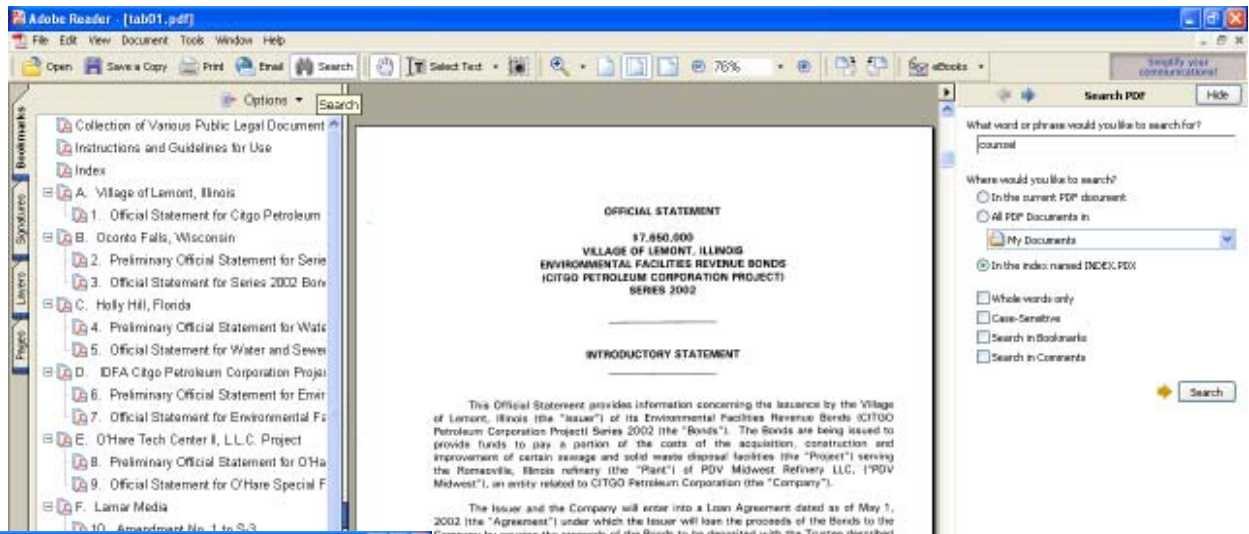 Adobe Reader - [tab01.pdf]
File Edit View Document Tools Window Help
Open Save a Copy Print Email Search Select Text 76% eBooks Simplify your communications!
Options
Search
Bookmarks
Signatures
Layers
Pages
Collection of Various Public Legal Document
Instructions and Guidelines for Use
Index
A. Village of Lemont, Illinois
1. Official Statement for Citgo Petroleum
B. Oconto Falls, Wisconsin
2. Preliminary Official Statement for Serie
3. Official Statement for Series 2002 Bon
C. Holly Hill, Florida
4. Preliminary Official Statement for Wate
5. Official Statement for Water and Sewer
D. IDFA Citgo Petroleum Corporation Projec
6. Preliminary Official Statement for Envir
7. Official Statement for Environmental Fa
E. O'Hare Tech Center II, L.L.C. Project
8. Preliminary Official Statement for O'Ha
9. Official Statement for O'Hare Special F
F. Lamar Media
10. Amendment No. 1 to S-3
OFFICIAL STATEMENT
$7,650,000
VILLAGE OF LEMONT, ILLINOIS
ENVIRONMENTAL FACILITIES REVENUE BONDS
(CITGO PETROLEUM CORPORATION PROJECT)
SERIES 2002
INTRODUCTORY STATEMENT
This Official Statement provides information concerning the issuance by the Village
of Lemont, Illinois (the "Issuer") of its Environmental Facilities Revenue Bonds (CITGO
Petroleum Corporation Project) Series 2002 (the "Bonds"). The Bonds are being issued to
provide funds to pay a portion of the costs of the acquisition, construction and
improvement of certain sewage and solid waste disposal facilities (the "Project") serving
the Romeoville, Illinois refinery (the "Plant") of PDV Midwest Refinery LLC, ("PDV
Midwest"), an entity related to CITGO Petroleum Corporation (the "Company").
The Issuer and the Company will enter into a Loan Agreement dated as of May 1,
2002 (the "Agreement") under which the Issuer will loan the proceeds of the Bonds to the
Search PDF
Hide
What word or phrase would you like to search for?
counsel
Where would you like to search?
In the current PDF document
All PDF Documents in
My Documents
In the index named INDEX.PDX
Whole words only
Case-Sensitive
Search in Bookmarks
Search in Comments
Search